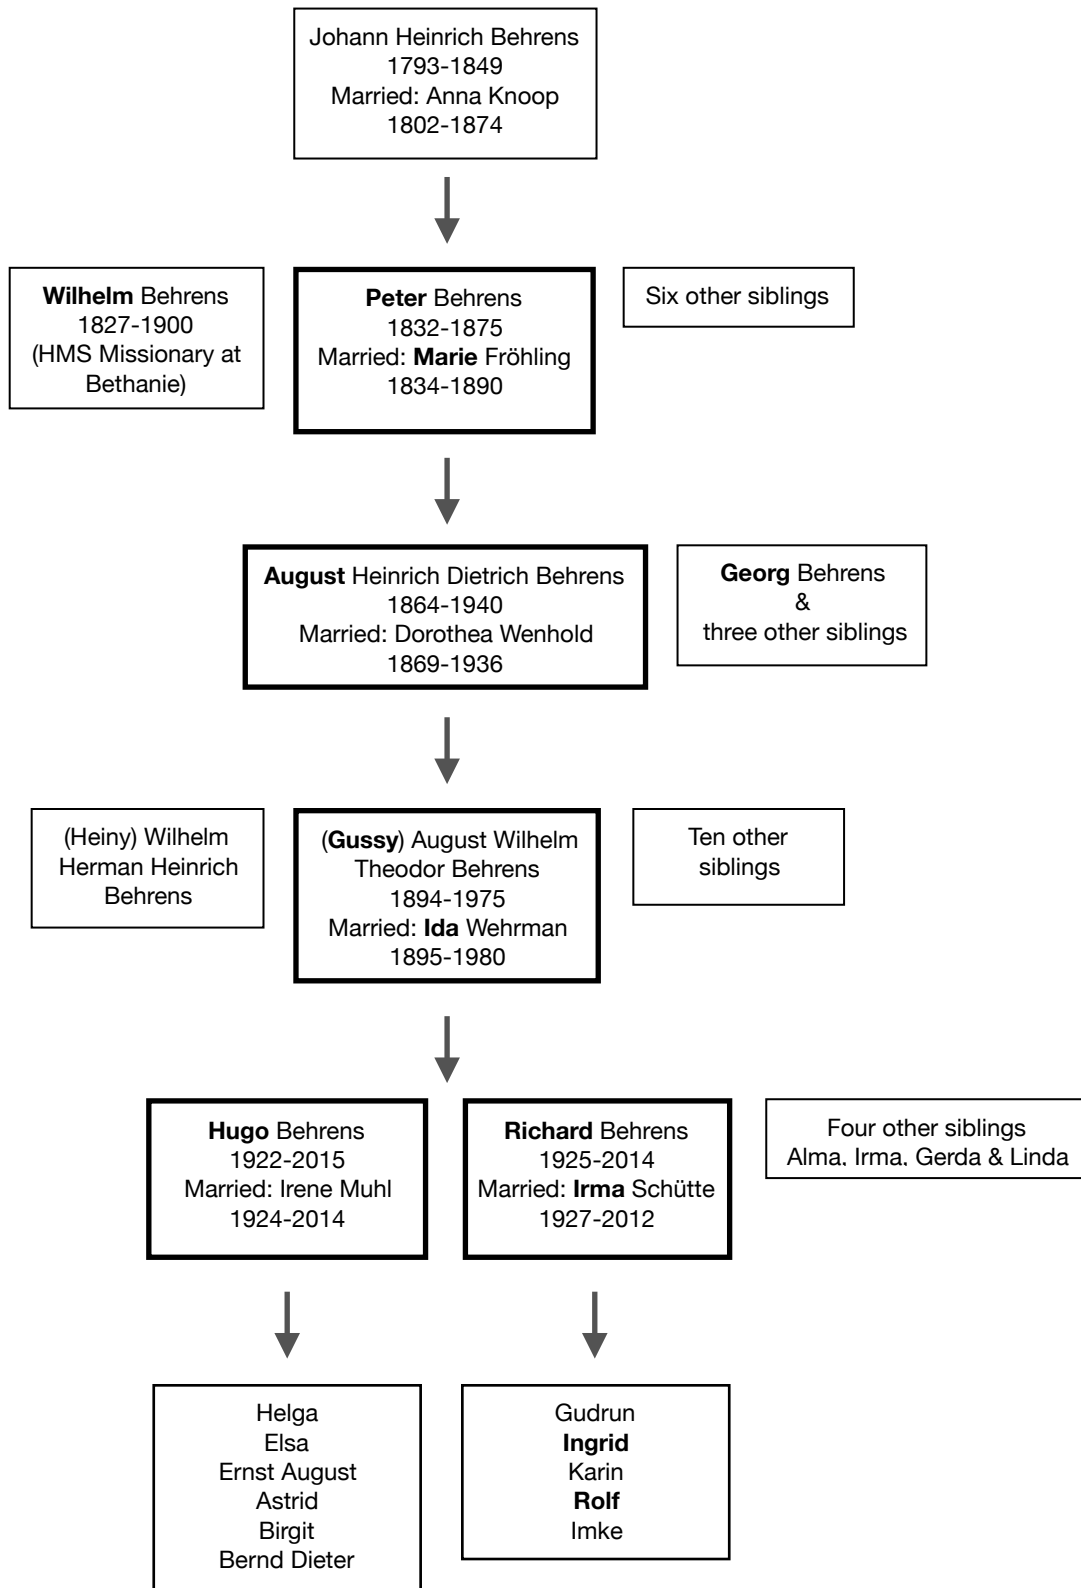 Johann Heinrich Behrens
1793-1849
Married: Anna Knoop
1802-1874
Wilhelm Behrens
1827-1900
(HMS Missionary at
Bethanie)
Peter Behrens
1832-1875
Married: Marie Fröhling
1834-1890
Six other siblings
August Heinrich Dietrich Behrens
1864-1940
Married: Dorothea Wenhold
1869-1936
Georg Behrens
&
three other siblings
(Heiny) Wilhelm
Herman Heinrich
Behrens
(Gussy) August Wilhelm
Theodor Behrens
1894-1975
Married: Ida Wehrman
1895-1980
Ten other
siblings
Hugo Behrens
1922-2015
Married: Irene Muhl
1924-2014
Richard Behrens
1925-2014
Married: Irma Schütte
1927-2012
Four other siblings
Alma, Irma, Gerda & Linda
Helga
Elsa
Ernst August
Astrid
Birgit
Bernd Dieter
Gudrun
Ingrid
Karin
Rolf
Imke